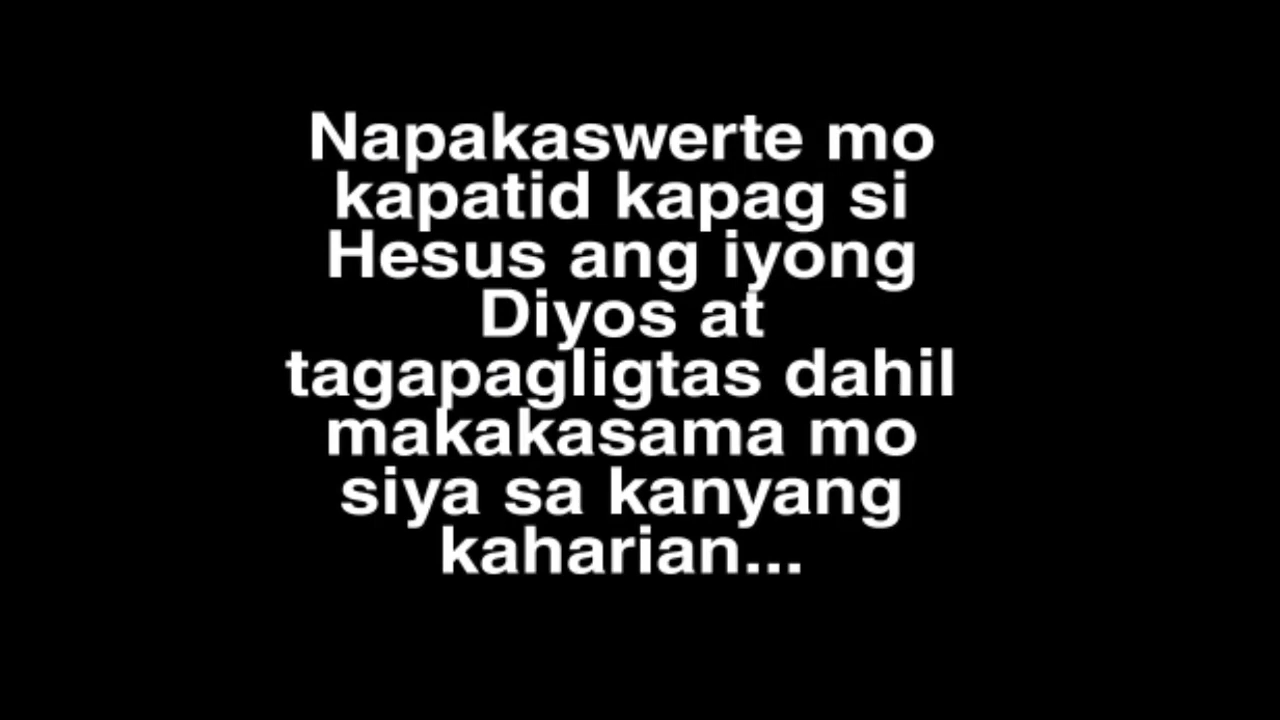 Napakaswerte mo
kapatid kapag si
Hesus ang iyong
Diyos at
tagapagligtas dahil
makakasama mo
siya sa kanyang
kaharian...